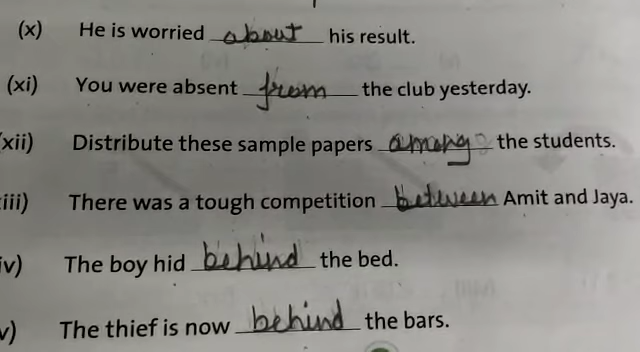 (x) He is worried about his result.
(xi) You were absent from the club yesterday.
xii) Distribute these sample papers among the students.
iii) There was a tough competition between Amit and Jaya.
iv) The boy hid behind the bed.
v) The thief is now behind the bars.